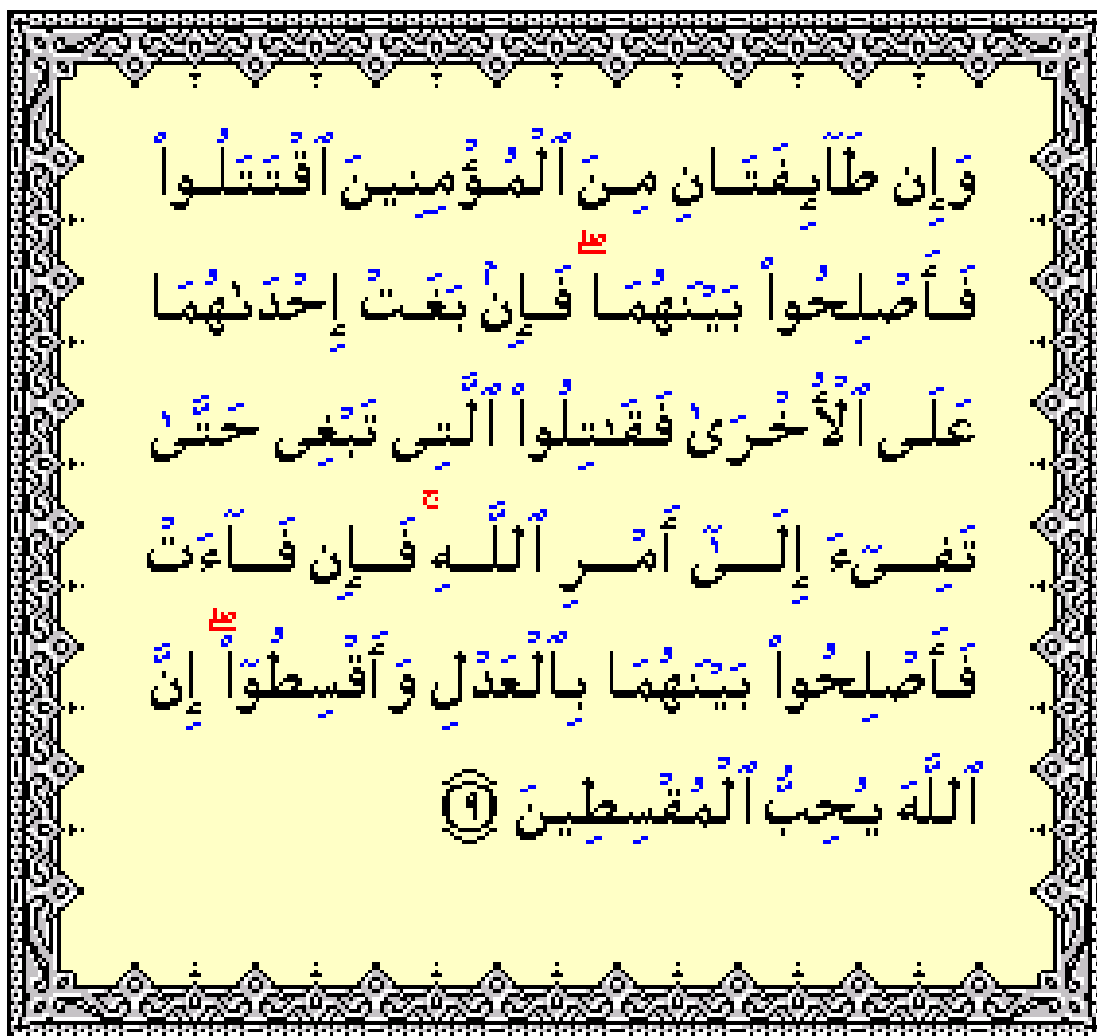 وَإِن طَآئِفَتَانِ مِنَ ٱلْمُؤْمِنِينَ ٱقْتَتَلُوا۟
فَأَصْلِحُوا۟ بَيْنَهُمَا ۖ فَإِنۢ بَغَتْ إِحْدَىٰهُمَا
عَلَى ٱلْأُخْرَىٰ فَقَٰتِلُوا۟ ٱلَّتِى تَبْغِى حَتَّىٰ
تَفِىٓءَ إِلَىٰٓ أَمْرِ ٱللَّهِ ۚ فَإِن فَآءَتْ
فَأَصْلِحُوا۟ بَيْنَهُمَا بِٱلْعَدْلِ وَأَقْسِطُوٓا۟ ۖ إِنَّ
ٱللَّهَ يُحِبُّ ٱلْمُقْسِطِينَ ٩